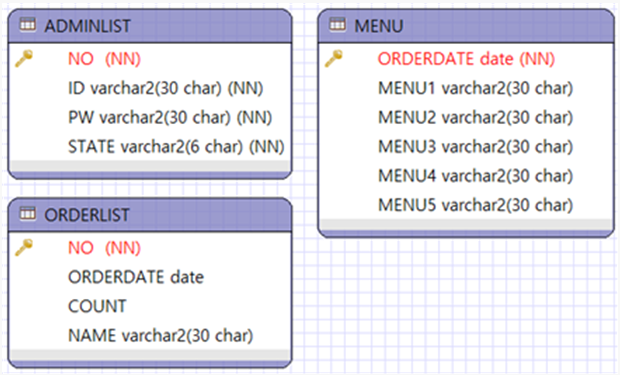 ADMINLIST
NO (NN)
ID varchar2(30 char) (NN)
PW varchar2(30 char) (NN)
STATE varchar2(6 char) (NN)
MENU
ORDERDATE date (NN)
MENU1 varchar2(30 char)
MENU2 varchar2(30 char)
MENU3 varchar2(30 char)
MENU4 varchar2(30 char)
MENU5 varchar2(30 char)
ORDERLIST
NO (NN)
ORDERDATE date
COUNT
NAME varchar2(30 char)